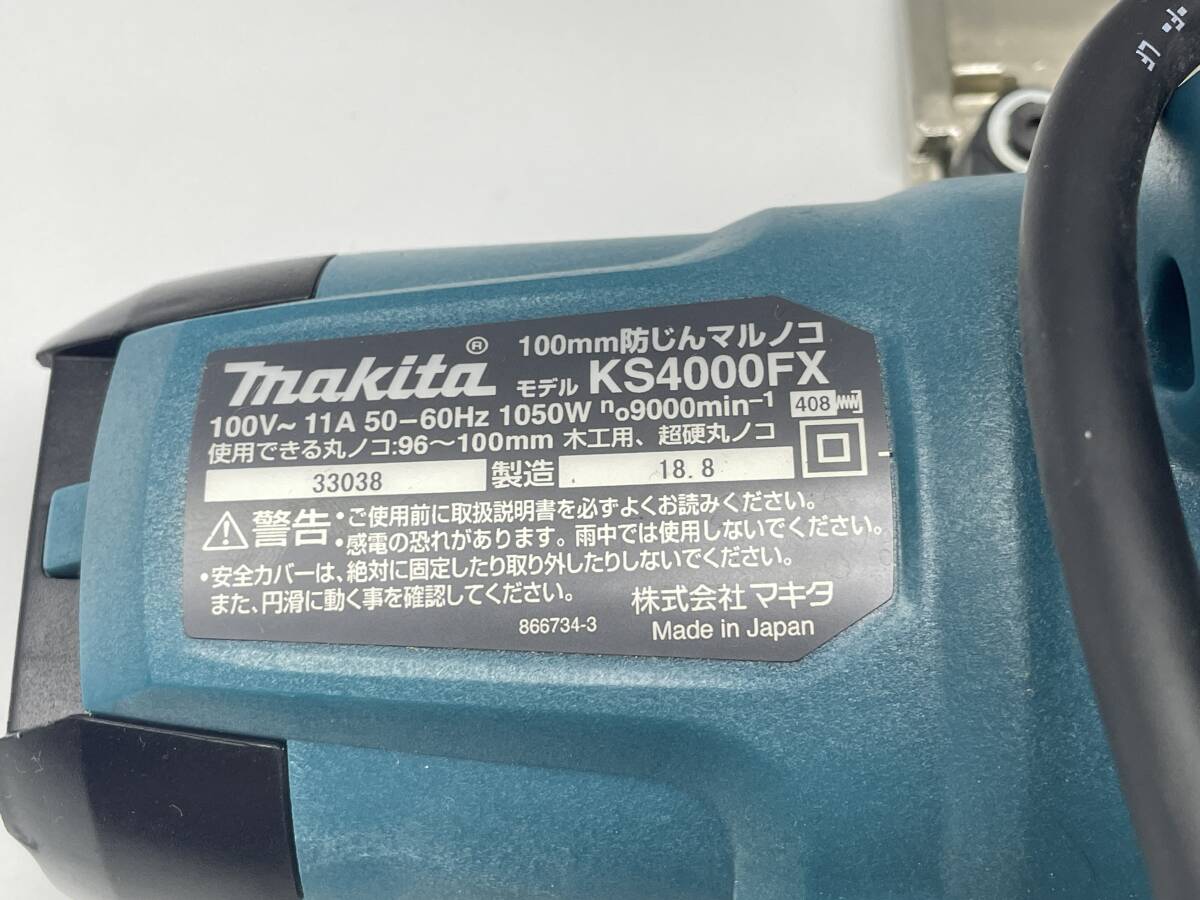 makita® 100mm防じんマルノコ
モデル KS4000FX
100V~ 11A 50-60Hz 1050W no9000min-1 408
使用できる丸ノコ:96~100mm 木工用、超硬丸ノコ
33038 製造 18.8
警告 •ご使用前に取扱説明書を必ずよくお読みください。
•感電の恐れがあります。雨中では使用しないでください。
•安全カバーは、絶対に固定したり取り外したりしないでください。
また、円滑に動く事を確認してください。
株式会社 マキタ
866734-3 Made in Japan